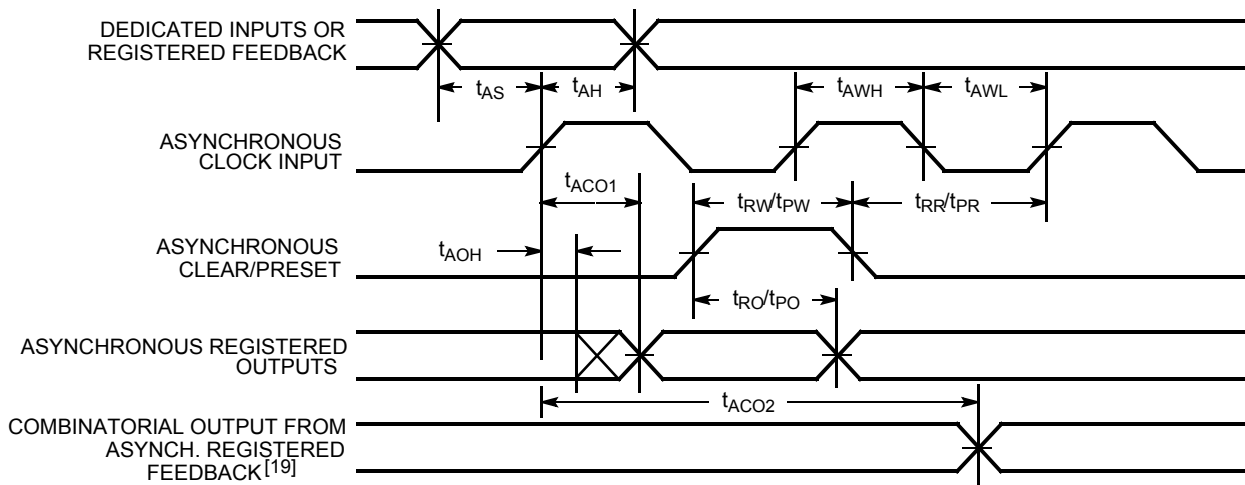 DEDICATED INPUTS OR
REGISTERED FEEDBACK
tAS
tAH
tAWH
tAWL
ASYNCHRONOUS
CLOCK INPUT
tACO1
tRW/tPW
tRR/tPR
ASYNCHRONOUS
CLEAR/PRESET
tAOH
tRO/tPO
ASYNCHRONOUS REGISTERED
OUTPUTS
tACO2
COMBINATORIAL OUTPUT FROM
ASYNCH. REGISTERED
FEEDBACK[19]